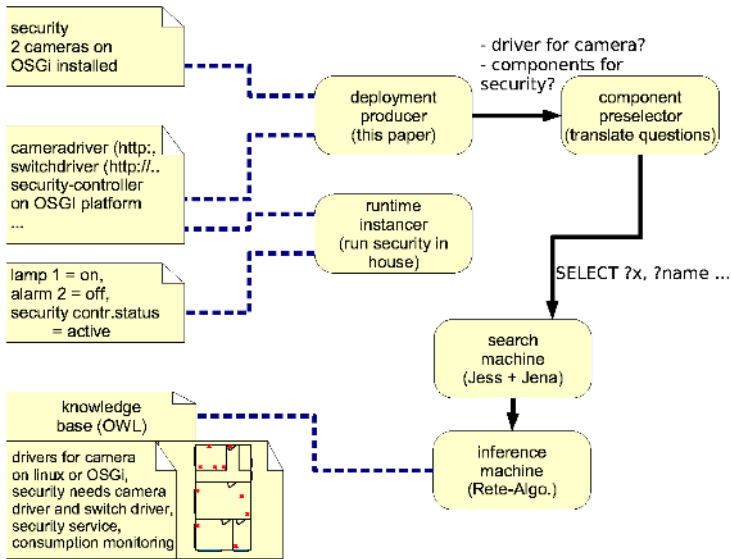 security
2 cameras on
OSGi installed
- driver for camera?
- components for
security?
deployment
producer
(this paper)
component
preselector
(translate questions)
cameradriver (http:,
switchdriver (http://..
security-controller
on OSGI platform
...
runtime
instancer
(run security in
house)
lamp 1 = on,
alarm 2 = off,
security contr.status
= active
SELECT ?x, ?name ...
search
machine
(Jess + Jena)
knowledge
base (OWL)
inference
machine
(Rete-Algo.)
drivers for camera
on linux or OSGi,
security needs camera
driver and switch driver,
security service,
consumption monitoring